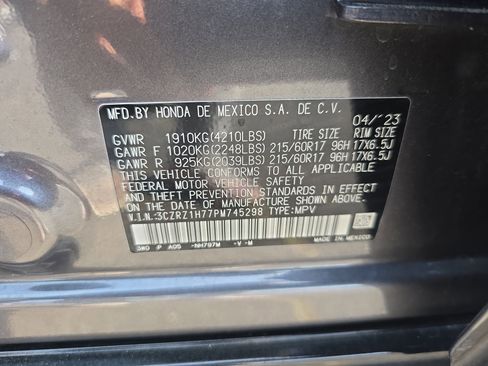 MFD.BY HONDA DE MEXICO S.A. DE C.V.
04/'23
GVWR 1910KG(4210LBS) TIRE SIZE RIM SIZE
GAWR F 1020KG(2248LBS) 215/60R17 96H 17X6.5J
GAWR R 925KG(2039LBS) 215/60R17 96H 17X6.5J
THIS VEHICLE CONFORMS TO ALL APPLICABLE
FEDERAL MOTOR VEHICLE SAFETY
AND THEFT PREVENTION STANDARDS IN EFFECT
ON THE DATE OF MANUFACTURE SHOWN ABOVE.
V.I.N:3CZRZ1H77PM745298 TYPE:MPV
3W0 P A05 -NH797M -V -M
MADE IN MEXICO